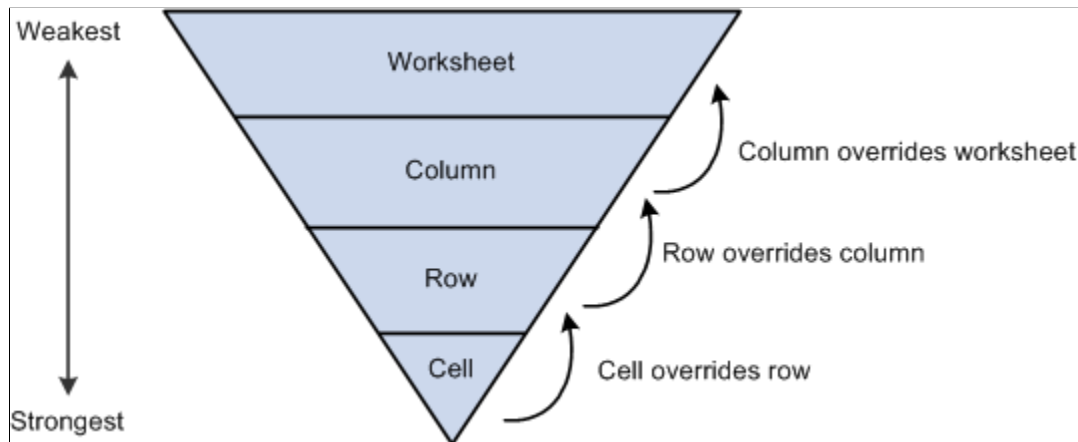 Weakest
Worksheet
Column overrides worksheet
Column
Row overrides column
Row
Cell overrides row
Cell
Strongest